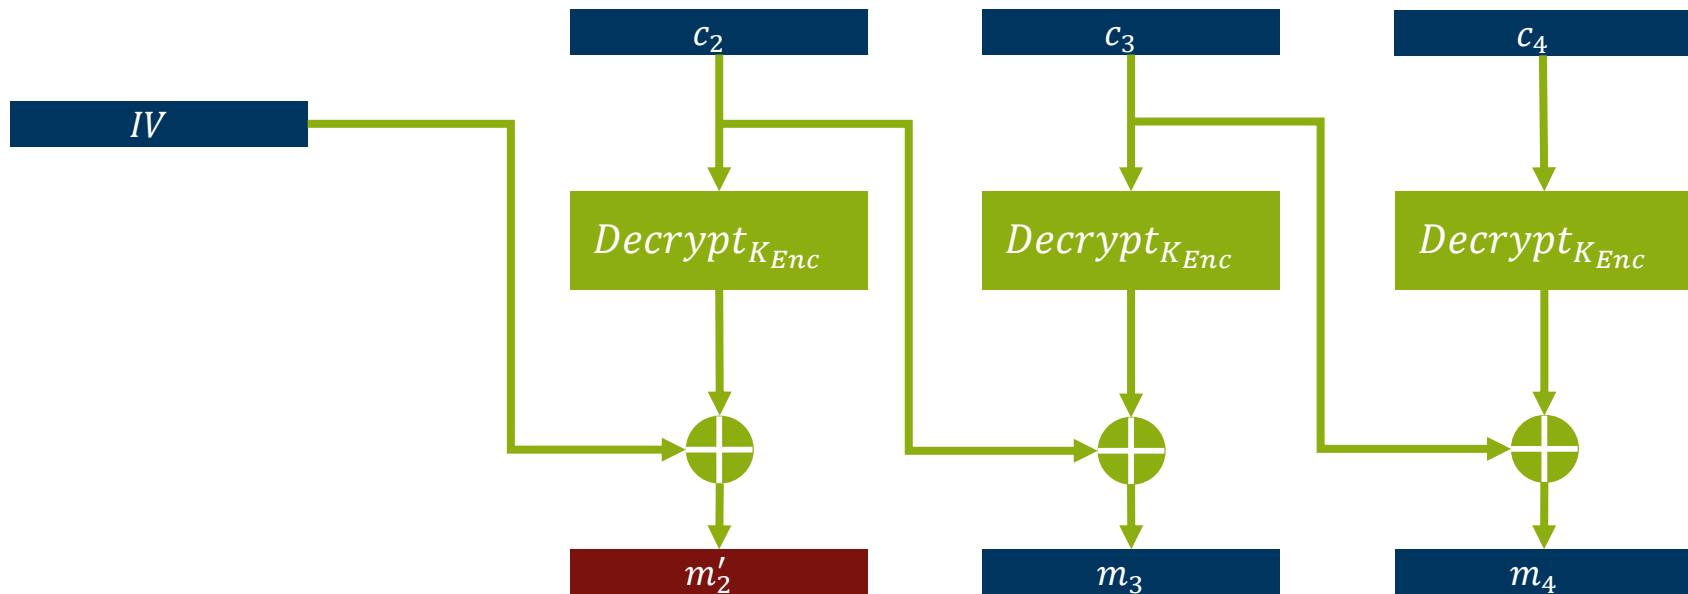 c₂ c₃ c₄
IV
Decrypt_{K_{Enc}} Decrypt_{K_{Enc}} Decrypt_{K_{Enc}}
m′₂ m₃ m₄